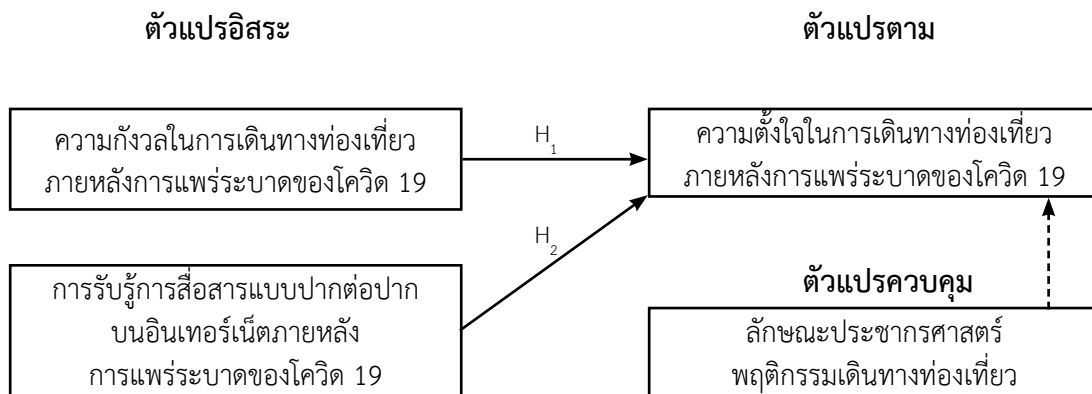 ตัวแปรอิสระ
ตัวแปรตาม
ความกังวลในการเดินทางท่องเที่ยว
ภายหลังการแพร่ระบาดของโควิด 19
H₁
ความตั้งใจในการเดินทางท่องเที่ยว
ภายหลังการแพร่ระบาดของโควิด 19
H₂
การรับรู้การสื่อสารแบบปากต่อปาก
บนอินเทอร์เน็ตภายหลัง
การแพร่ระบาดของโควิด 19
ตัวแปรควบคุม
ลักษณะประชากรศาสตร์
พฤติกรรมเดินทางท่องเที่ยว